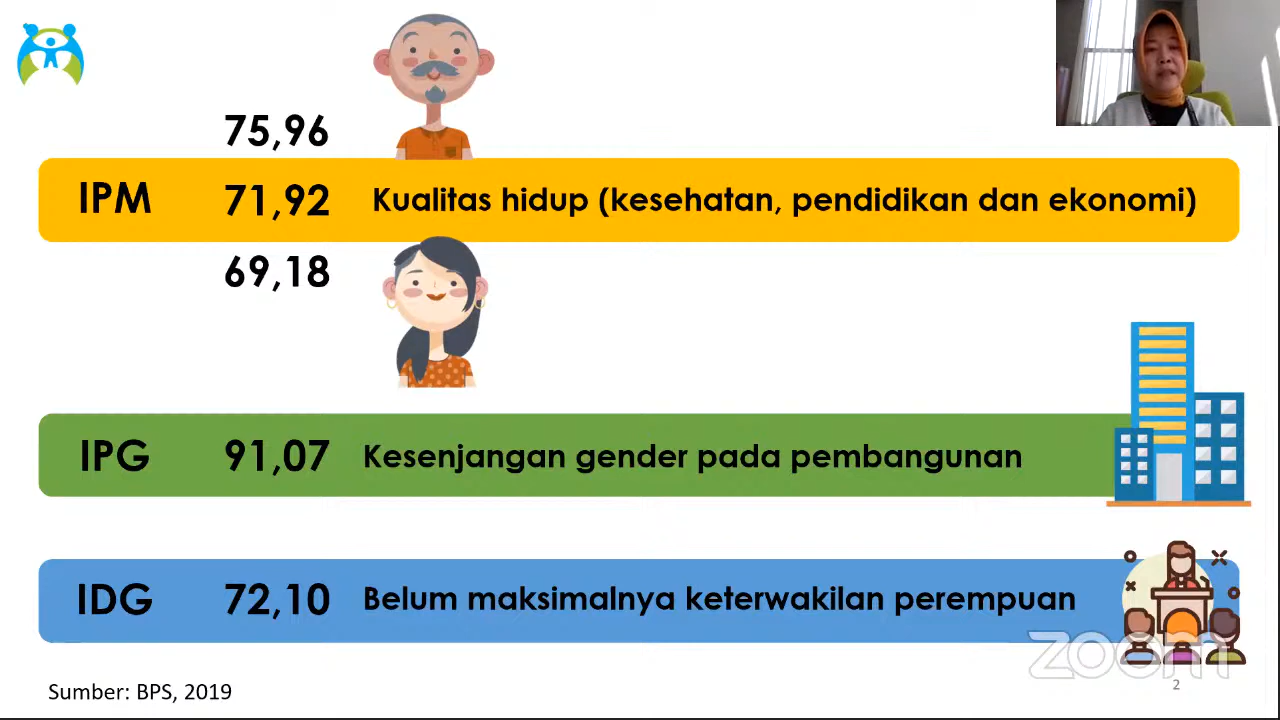 75,96
IPM 71,92 Kualitas hidup (kesehatan, pendidikan dan ekonomi)
69,18
IPG 91,07 Kesenjangan gender pada pembangunan
IDG 72,10 Belum maksimalnya keterwakilan perempuan
zoom
Sumber: BPS, 2019
2